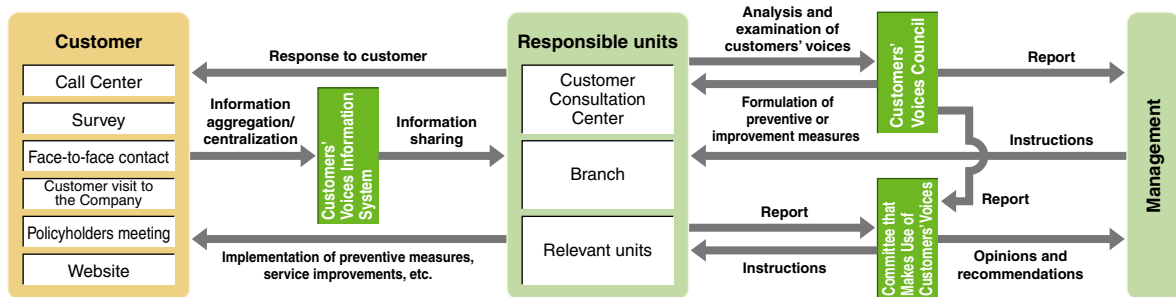 Customer
Call Center
Survey
Face-to-face contact
Customer visit to
the Company
Policyholders meeting
Website
Response to customer
Information
aggregation/
centralization
Customers'
Voices Information
System
Information
sharing
Implementation of preventive measures,
service improvements, etc.
Responsible units
Customer
Consultation
Center
Branch
Relevant units
Analysis and
examination of
customers' voices
Formulation of
preventive or
improvement measures
Customers'
Voices Council
Report
Instructions
Report
Report
Instructions
Committee that
Makes Use of
Customers' Voices
Opinions and
recommendations
Management